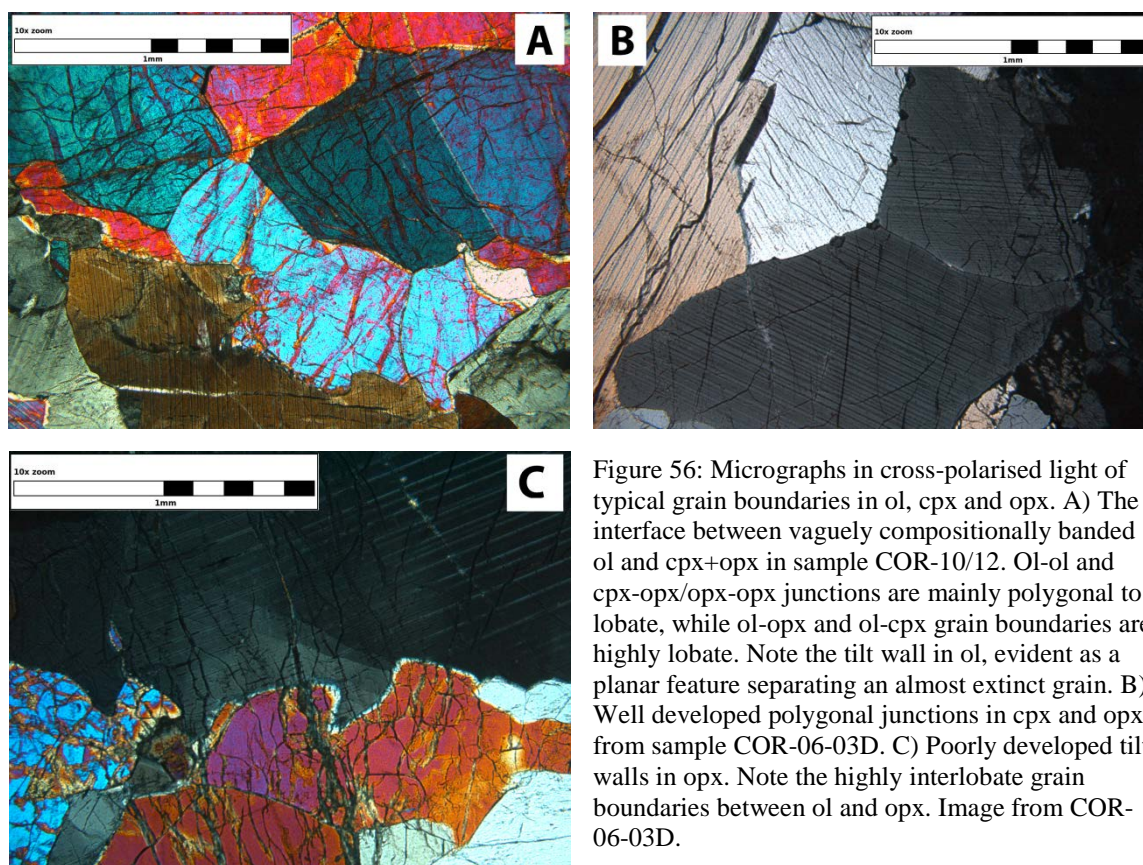 10x zoom
1mm
A
B
10x zoom
1mm
10x zoom
1mm
C
Figure 56: Micrographs in cross-polarised light of
typical grain boundaries in ol, cpx and opx. A) The
interface between vaguely compositionally banded
ol and cpx+opx in sample COR-10/12. Ol-ol and
cpx-opx/opx-opx junctions are mainly polygonal to
lobate, while ol-opx and ol-cpx grain boundaries are
highly lobate. Note the tilt wall in ol, evident as a
planar feature separating an almost extinct grain. B)
Well developed polygonal junctions in cpx and opx
from sample COR-06-03D. C) Poorly developed til
walls in opx. Note the highly interlobate grain
boundaries between ol and opx. Image from COR-
06-03D.